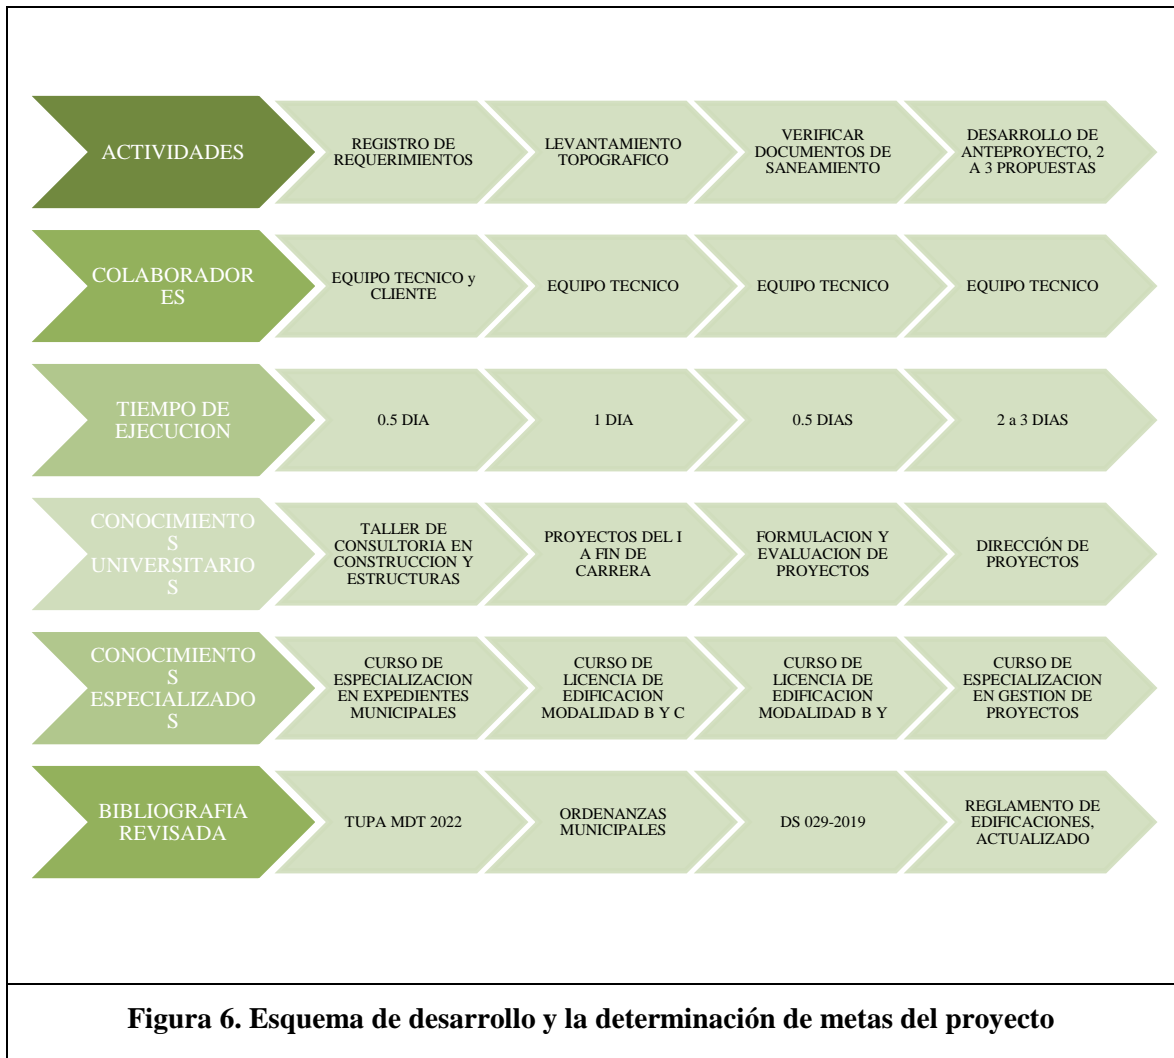 ACTIVIDADES
REGISTRO DE
REQUERIMIENTOS
LEVANTAMIENTO
TOPOGRAFICO
VERIFICAR
DOCUMENTOS DE
SANEAMIENTO
DESARROLLO DE
ANTEPROYECTO, 2
A 3 PROPUESTAS
COLABORADOR
ES
EQUIPO TECNICO y
CLIENTE
EQUIPO TECNICO
EQUIPO TECNICO
EQUIPO TECNICO
TIEMPO DE
EJECUCION
0.5 DIA
1 DIA
0.5 DIAS
2 a 3 DIAS
CONOCIMIENTO
S
UNIVERSITARIO
S
TALLER DE
CONSULTORIA EN
CONSTRUCCION Y
ESTRUCTURAS
PROYECTOS DEL I
A FIN DE
CARRERA
FORMULACION Y
EVALUACION DE
PROYECTOS
DIRECCIÓN DE
PROYECTOS
CONOCIMIENTO
S
ESPECIALIZADO
S
CURSO DE
ESPECIALIZACION
EN EXPEDIENTES
MUNICIPALES
CURSO DE
LICENCIA DE
EDIFICACION
MODALIDAD B Y C
CURSO DE
LICENCIA DE
EDIFICACION
MODALIDAD B Y
CURSO DE
ESPECIALIZACION
EN GESTION DE
PROYECTOS
BIBLIOGRAFIA
REVISADA
TUPA MDT 2022
ORDENANZAS
MUNICIPALES
DS 029-2019
REGLAMENTO DE
EDIFICACIONES,
ACTUALIZADO
Figura 6. Esquema de desarrollo y la determinación de metas del proyecto